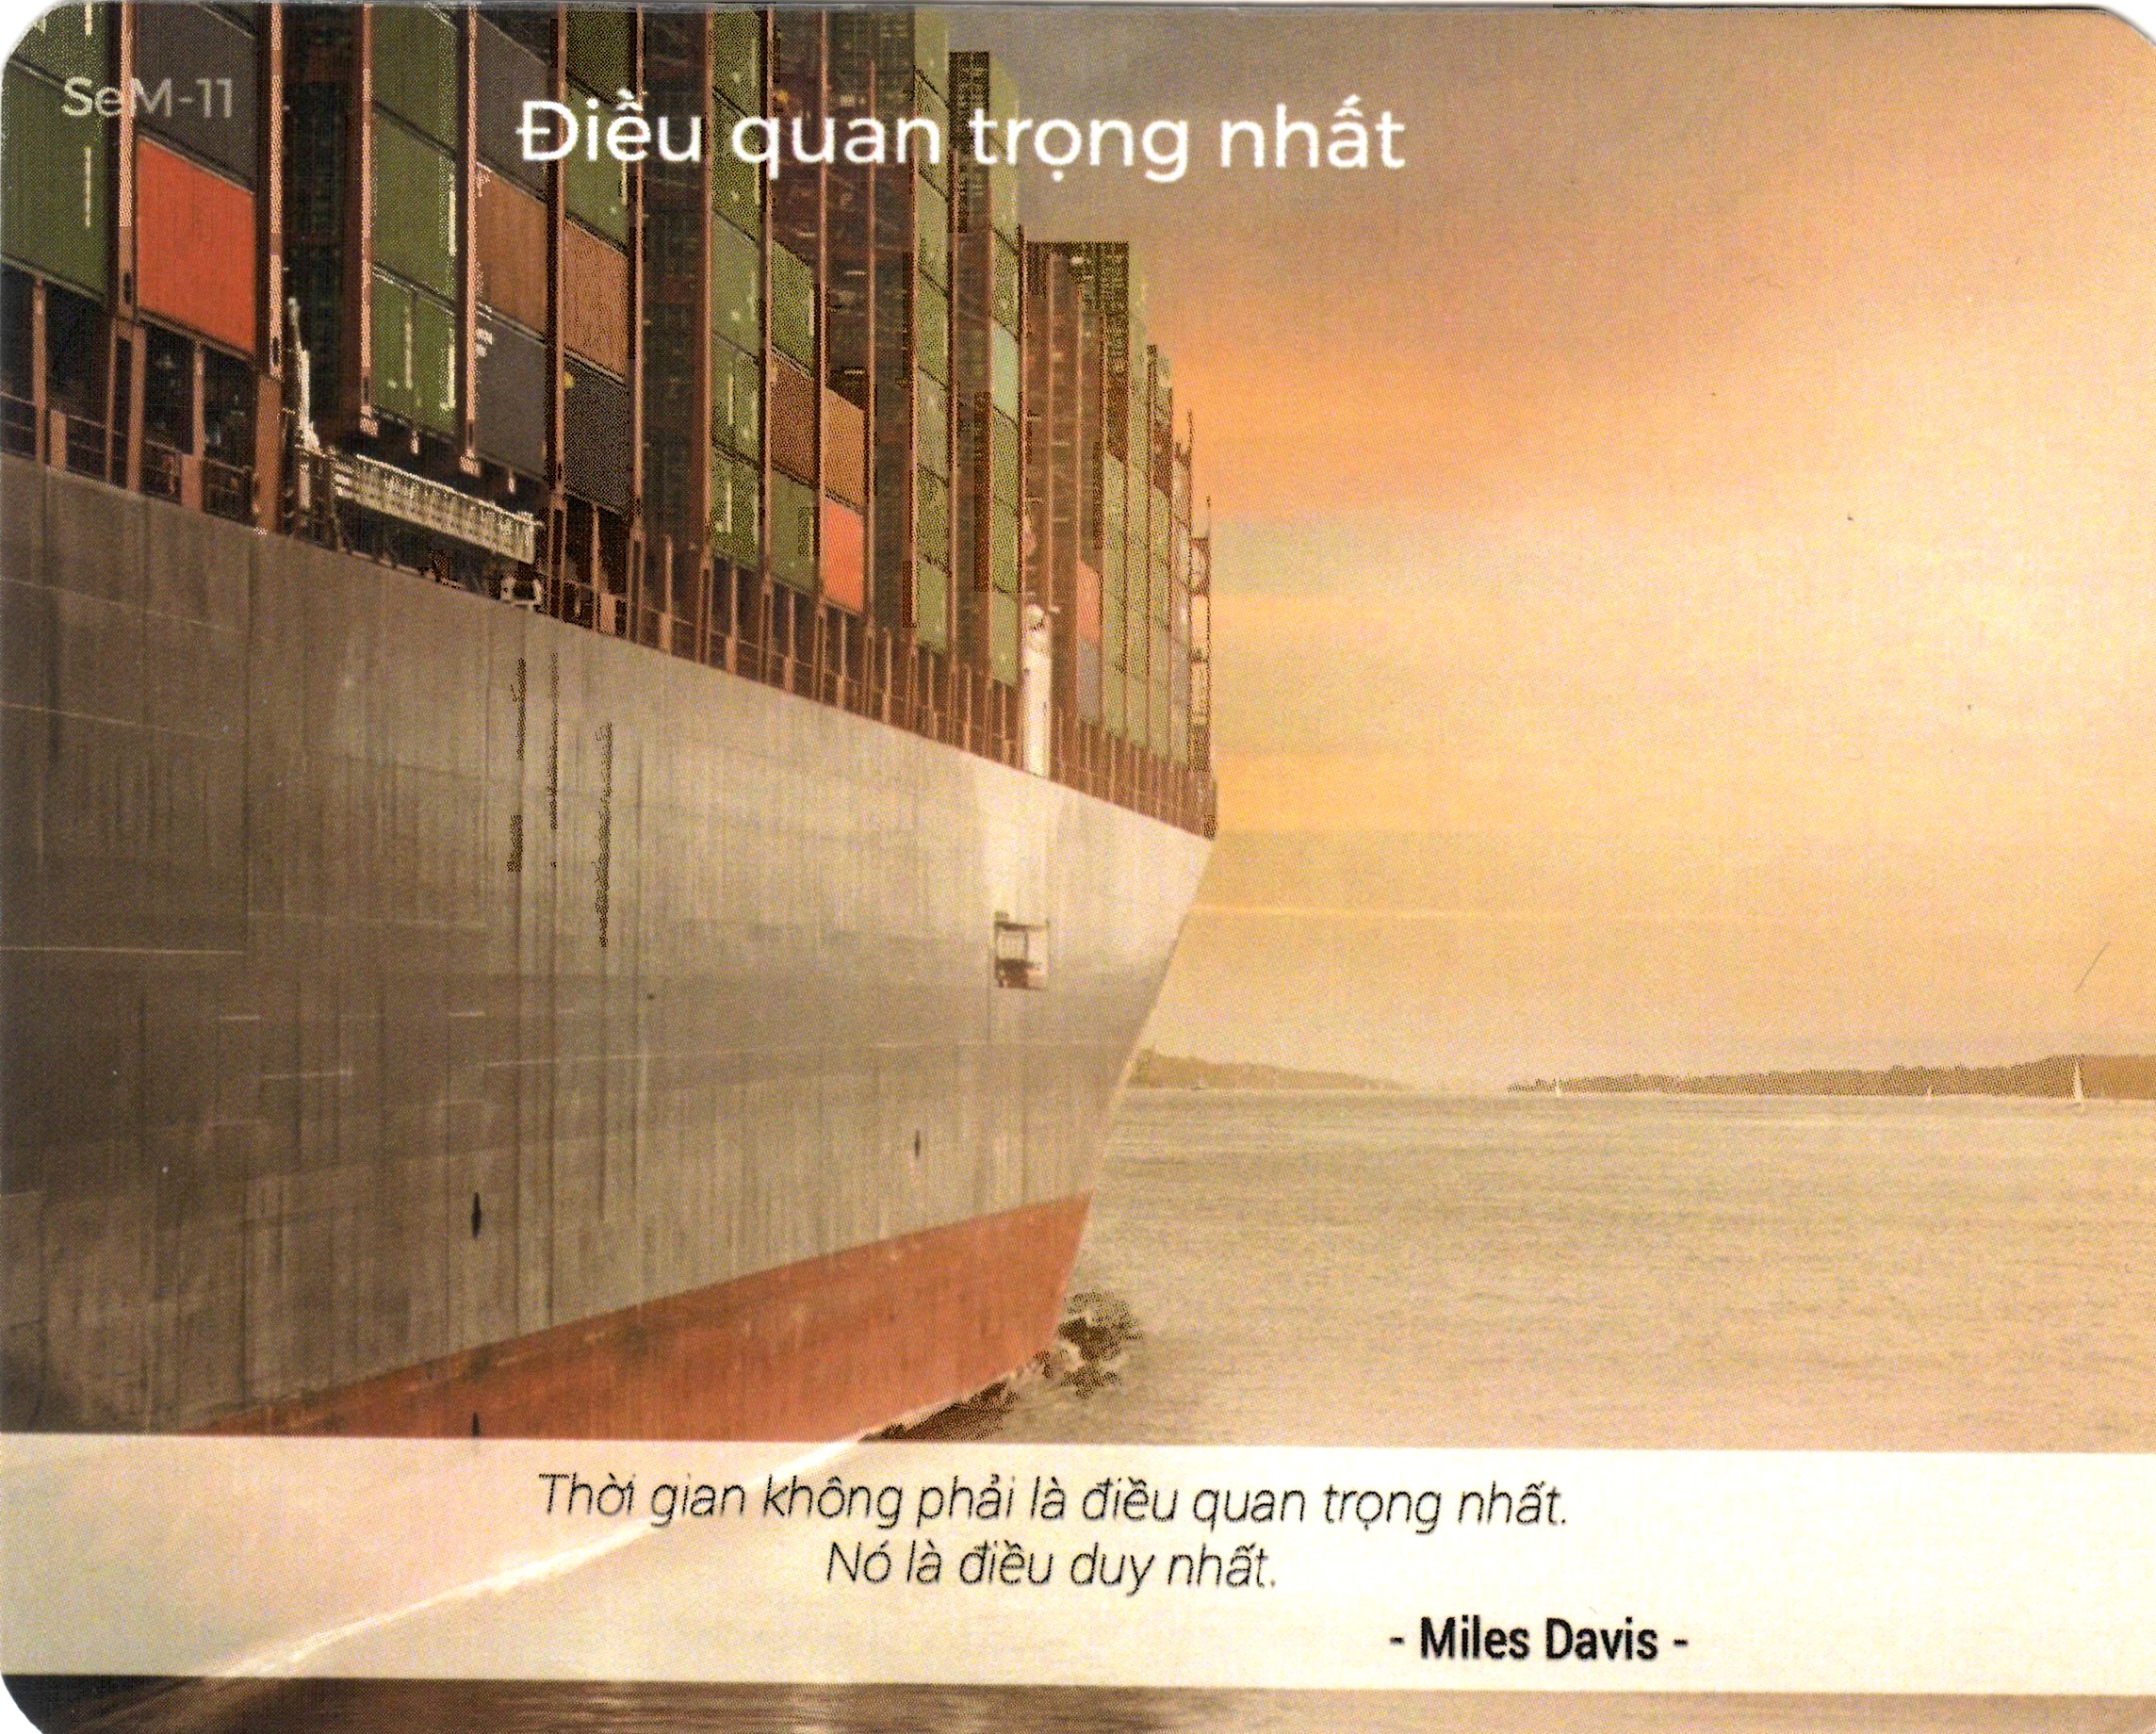 SeM-11
Điều quan trọng nhất
Thời gian không phải là điều quan trọng nhất.
Nó là điều duy nhất.
- Miles Davis -